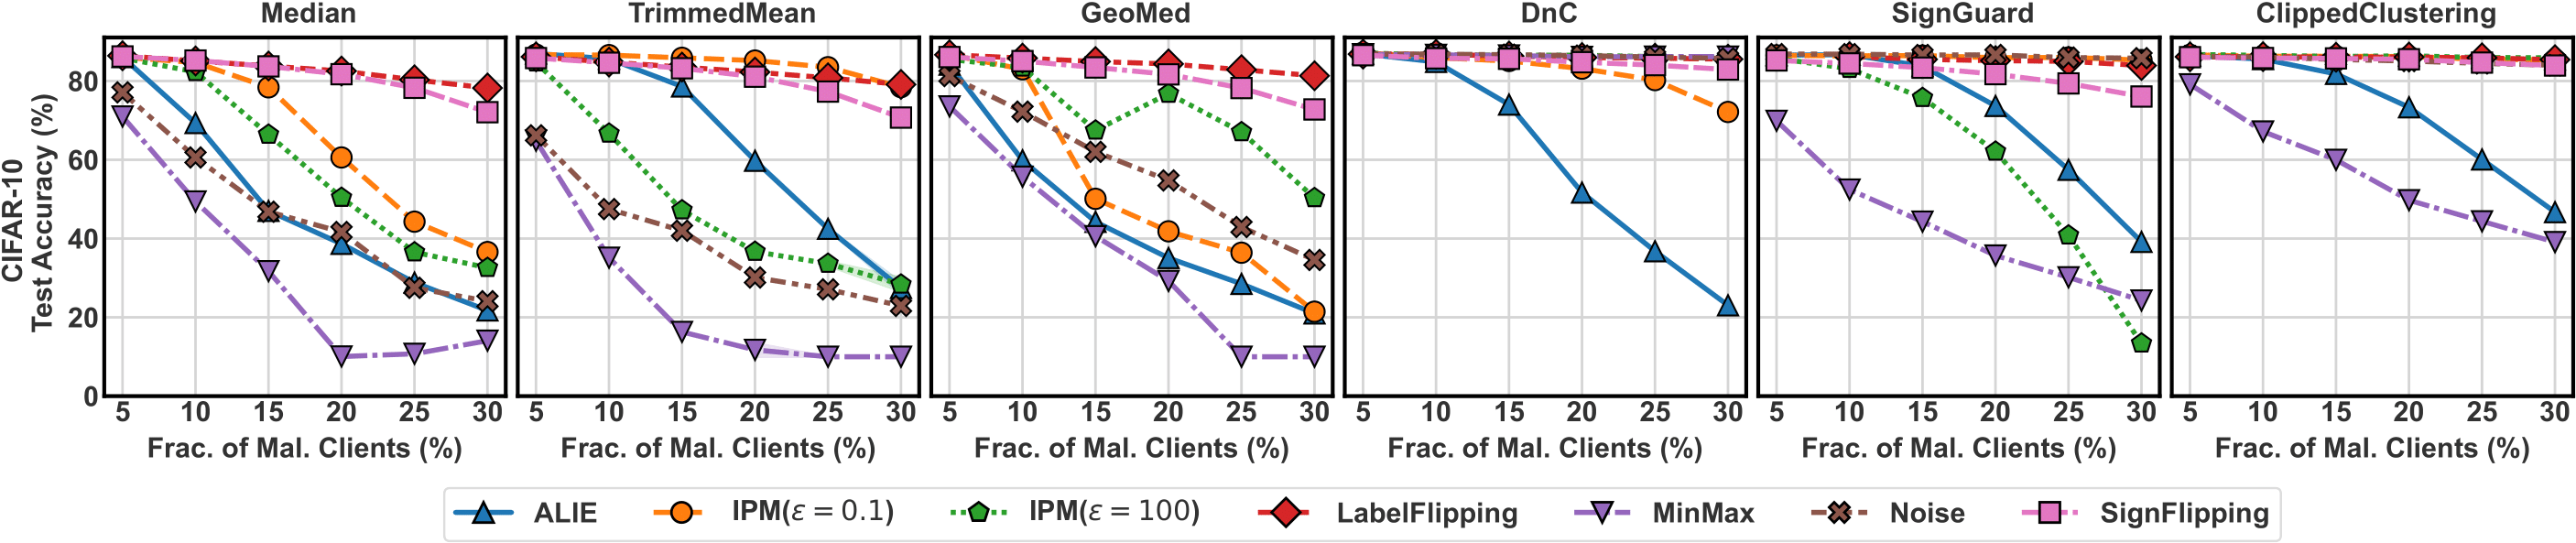 Median TrimmedMean GeoMed DnC SignGuard ClippedClustering
CIFAR-10
Test Accuracy (%)
80
60
40
20
0
5 10 15 20 25 30 5 10 15 20 25 30 5 10 15 20 25 30 5 10 15 20 25 30 5 10 15 20 25 30 5 10 15 20 25 30
Frac. of Mal. Clients (%) Frac. of Mal. Clients (%) Frac. of Mal. Clients (%) Frac. of Mal. Clients (%) Frac. of Mal. Clients (%) Frac. of Mal. Clients (%)
ALIE IPM(ε = 0.1) IPM(ε = 100) LabelFlipping MinMax Noise SignFlipping